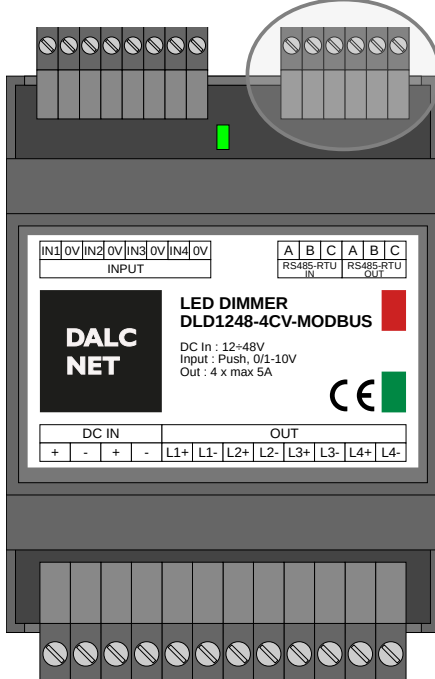 IN1 0V IN2 0V IN3 0V IN4 0V
INPUT
A B C A B C
RS485-RTU IN RS485-RTU OUT
DALC
NET
LED DIMMER
DLD1248-4CV-MODBUS
DC In : 12÷48V
Input : Push, 0/1-10V
Out : 4 x max 5A
CE
DC IN OUT
+ - + - L1+ L1- L2+ L2- L3+ L3- L4+ L4-